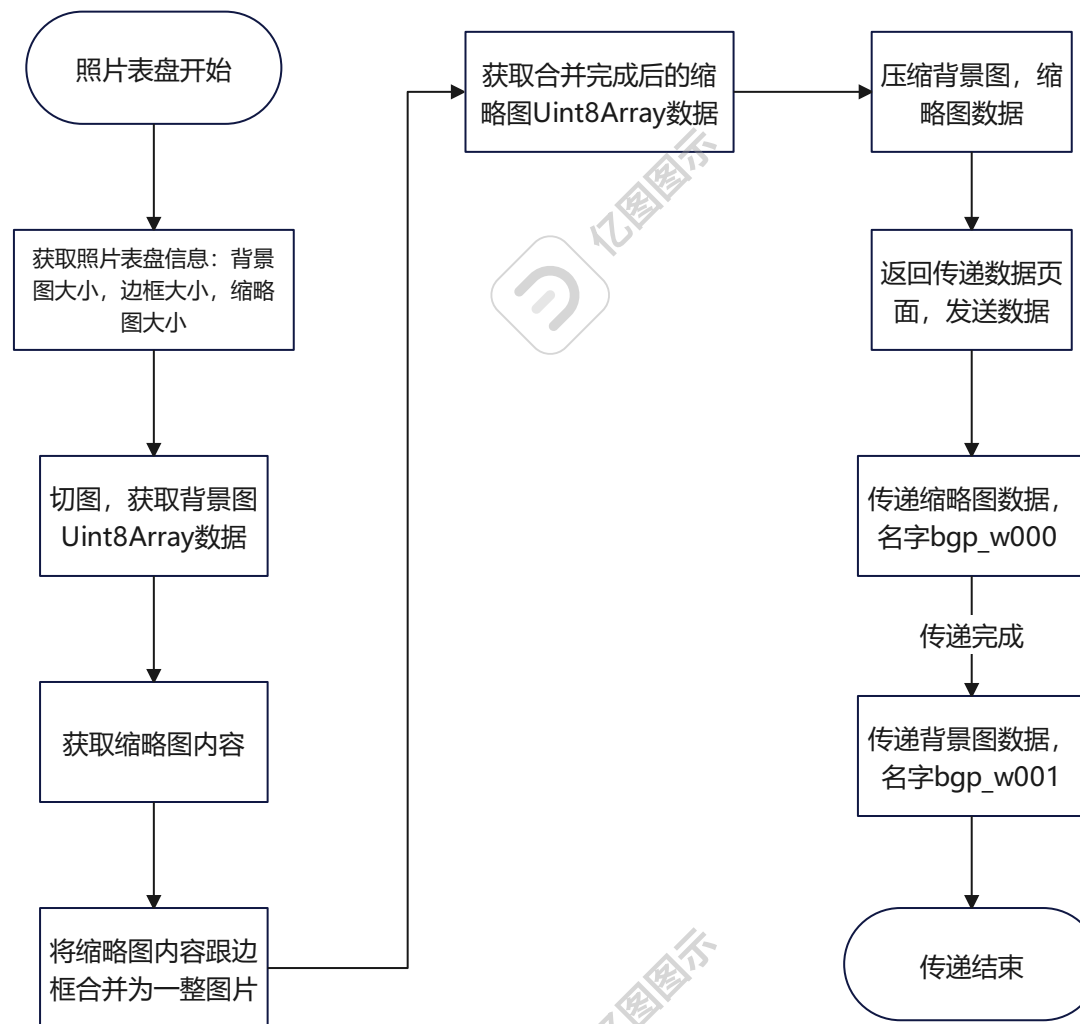 照片表盘开始
获取照片表盘信息：背景
图大小，边框大小，缩略
图大小
切图，获取背景图
Uint8Array数据
获取缩略图内容
将缩略图内容跟边
框合并为一整图片
获取合并完成后的缩
略图Uint8Array数据
压缩背景图，缩
略图数据
返回传递数据页
面，发送数据
传递缩略图数据，
名字bgp_w000
传递完成
传递背景图数据，
名字bgp_w001
传递结束
亿图图示
亿图图示